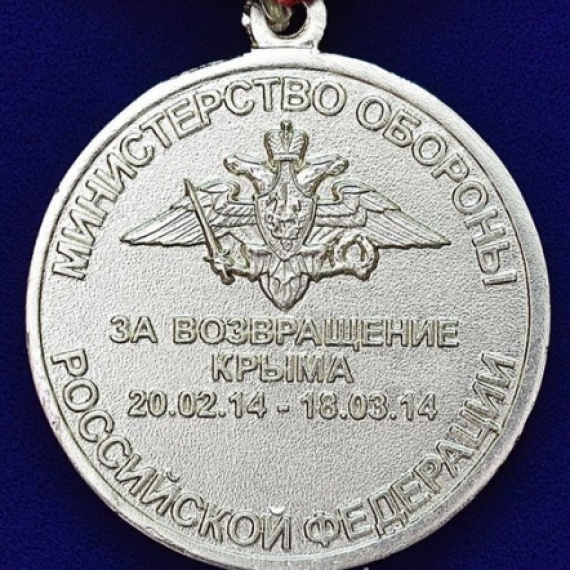 МИНИСТЕРСТВО ОБОРОНЫ
ЗА ВОЗВРАЩЕНИЕ
КРЫМА
20.02.14 - 18.03.14
РОССИЙСКОЙ ФЕДЕРАЦИИ